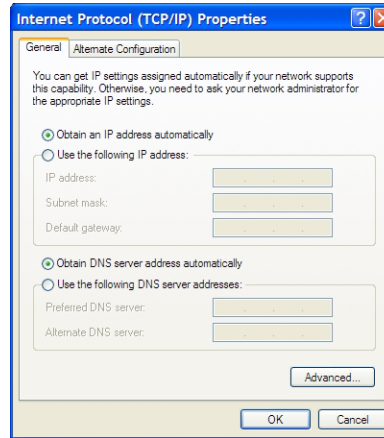 Internet Protocol (TCP/IP) Properties
General
Alternate Configuration
You can get IP settings assigned automatically if your network supports
this capability. Otherwise, you need to ask your network administrator for
the appropriate IP settings.
Obtain an IP address automatically
Use the following IP address:
IP address:
Subnet mask:
Default gateway:
Obtain DNS server address automatically
Use the following DNS server addresses:
Preferred DNS server:
Alternate DNS server:
Advanced...
OK
Cancel